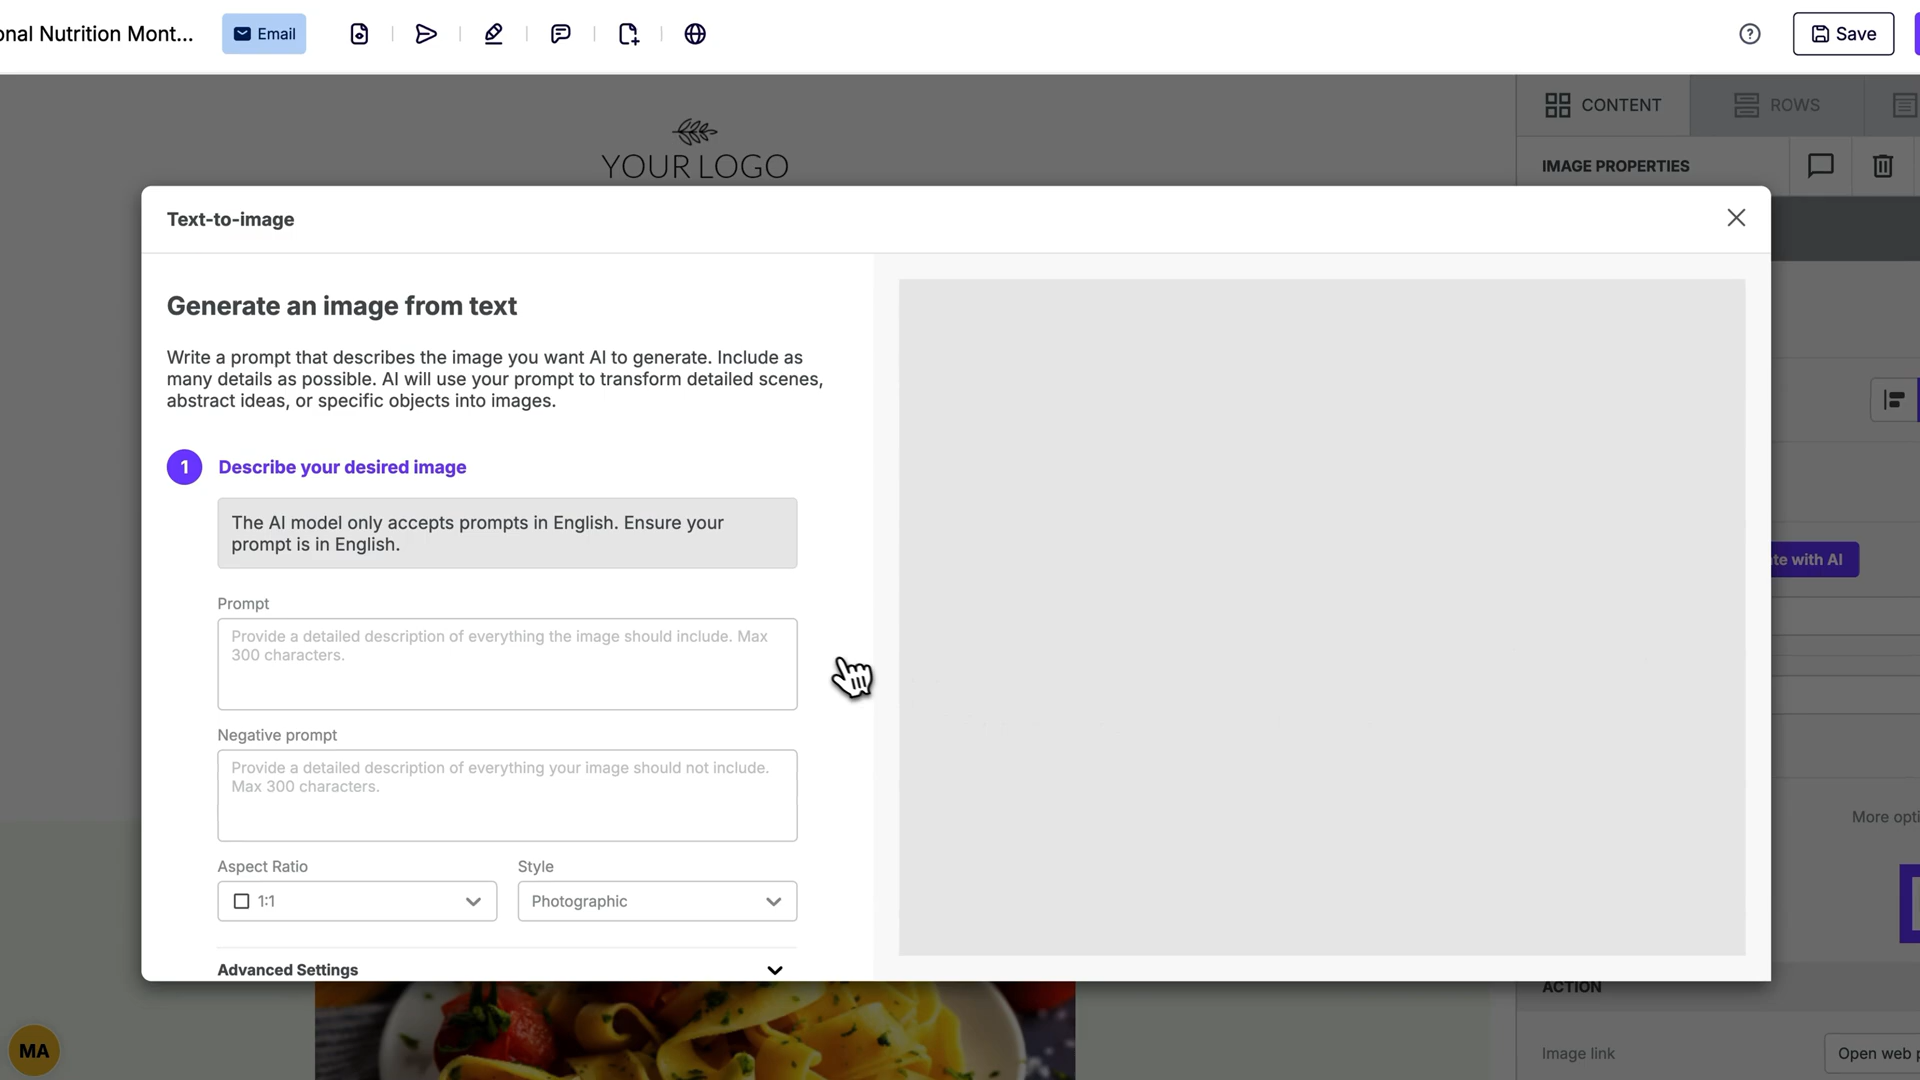 onal Nutrition Mont...
Email
Save
CONTENT
ROWS
YOUR LOGO
IMAGE PROPERTIES
Text-to-image
Generate an image from text
Write a prompt that describes the image you want AI to generate. Include as
many details as possible. AI will use your prompt to transform detailed scenes,
abstract ideas, or specific objects into images.
1 Describe your desired image
The AI model only accepts prompts in English. Ensure your
prompt is in English.
te with AI
Prompt
Provide a detailed description of everything the image should include. Max
300 characters.
Negative prompt
Provide a detailed description of everything your image should not include.
Max 300 characters.
More opti
Aspect Ratio
Style
1:1
Photographic
Advanced Settings
ACTION
MA
Image link
Open web p